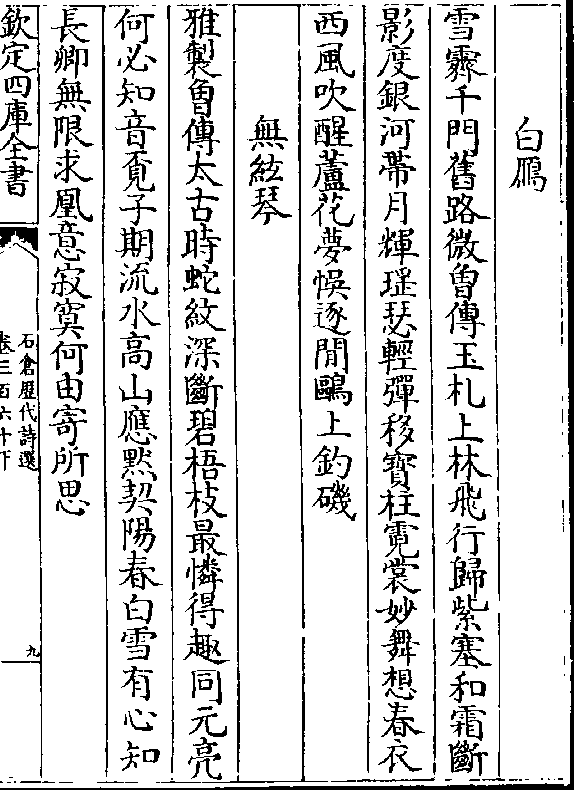 白鴈
雪霽千門舊路微曽傳玉札上林飛行歸紫塞和霜斷
影度銀河帶月輝瑤瑟輕彈移寶柱霓裳妙舞想春衣
西風吹醒蘆花夢悞逐閒鷗上釣磯
無絃琴
雅製曽傳太古時蛇紋深斷碧梧枝最憐得趣同元亮
何必知音覔子期流水高山應黙契陽春白雪有心知
長卿無限求凰意寂寞何由寄所思
欽定四庫全書
石倉歴代詩選
卷三百六十下
九